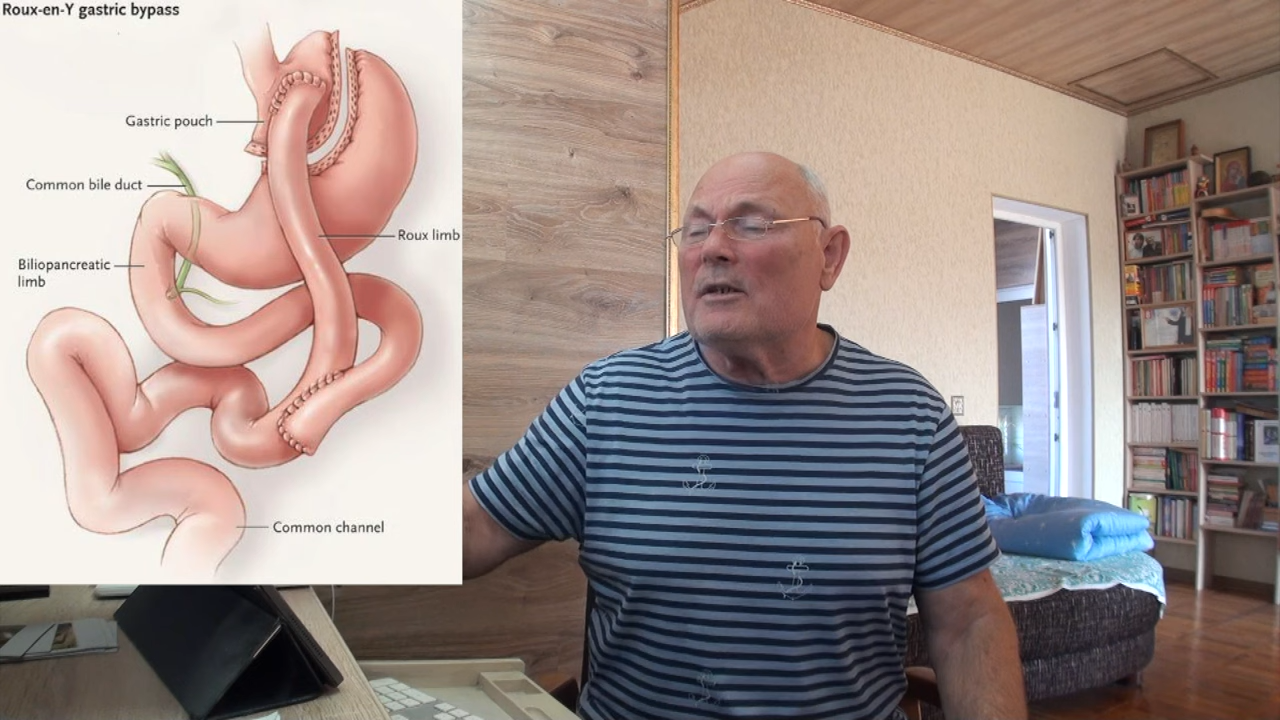 Roux-en-Y gastric bypass
Gastric pouch
Common bile duct
Roux limb
Biliopancreatic
limb
Common channel